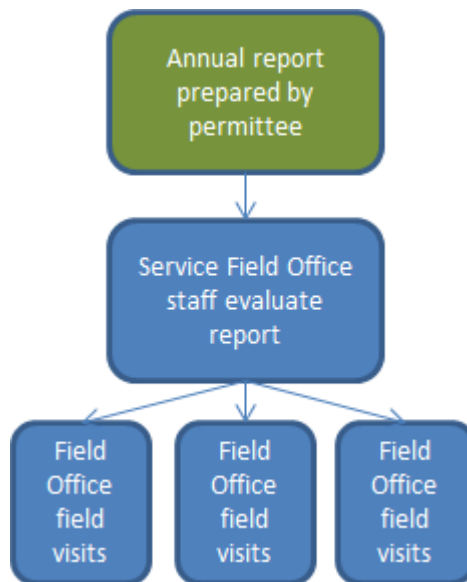 Annual report
prepared by
permittee
Service Field Office
staff evaluate
report
Field
Office
field
visits
Field
Office
field
visits
Field
Office
field
visits